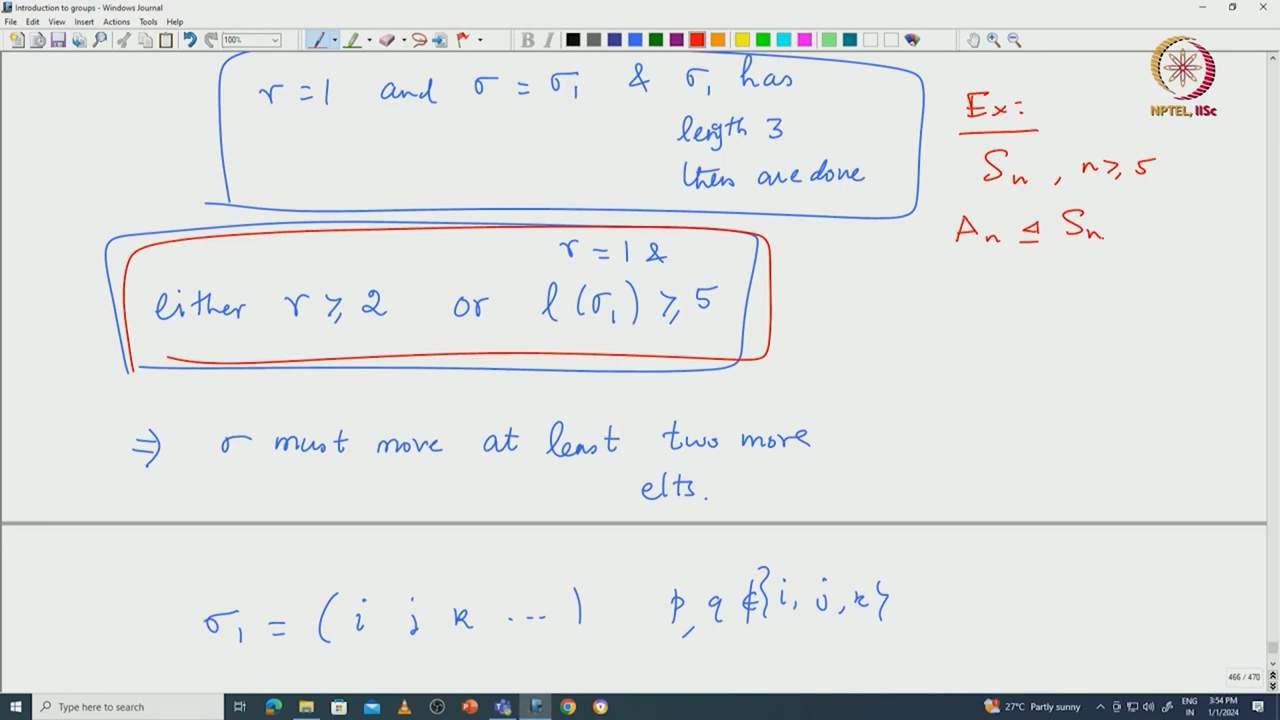 Introduction to groups - Windows Journal
File Edit View Insert Actions Tools Help
100%
B I
NPTEL, IISc
r = 1 and σ = σ₁ & σ₁ has
length 3
then are done
Ex:
Sₙ , n ≥ 5
Aₙ ⊴ Sₙ
r = 1 &
either r ≥ 2 or l (σ₁) ≥ 5
⇒ σ must move at least two more
elts.
σ₁ = ( i j k ... ) p, q ∉ {i, j, k}
466 / 470
Type here to search
27°C Partly sunny
ENG
IN
3:54 PM
1/1/2024